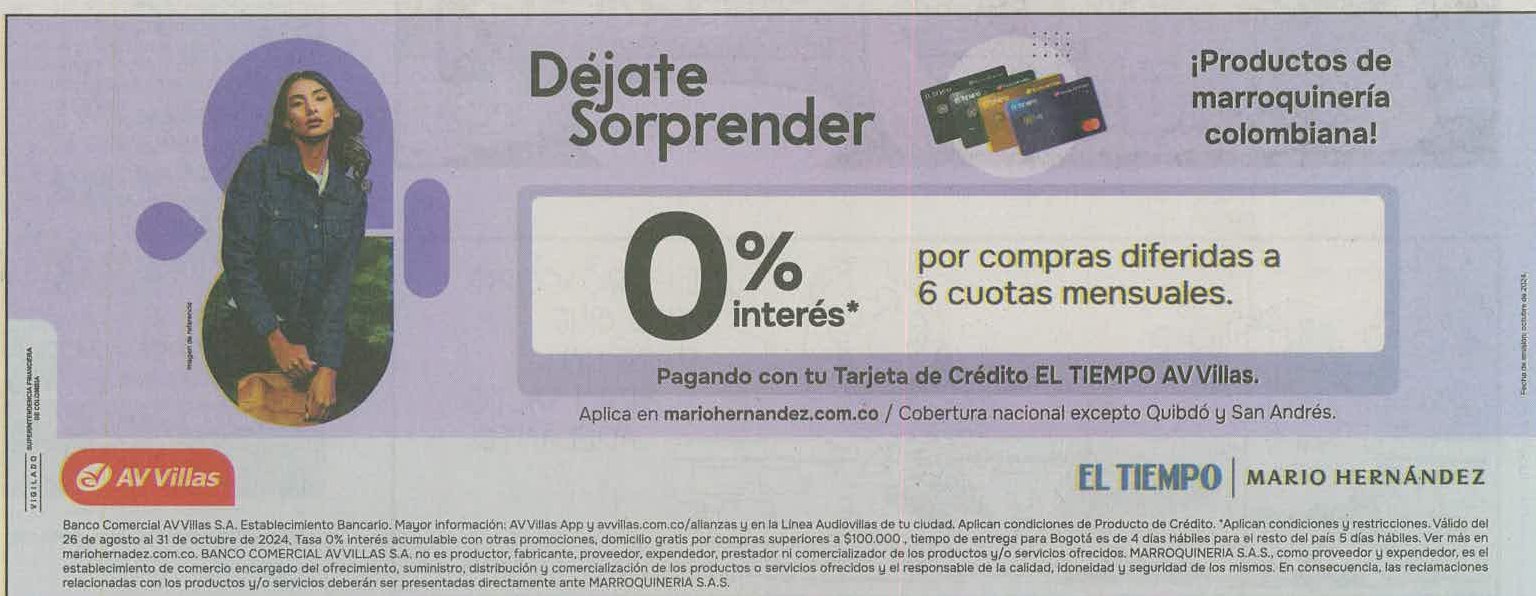 Déjate
Sorprender
¡Productos de
marroquinería
colombiana!
0%
interés*
por compras diferidas a
6 cuotas mensuales.
Pagando con tu Tarjeta de Crédito EL TIEMPO AV Villas.
Aplica en mariohernandez.com.co / Cobertura nacional excepto Quibdó y San Andrés.
Imagen de referencia
Fecha de revisión: octubre de 2024.
VIGILADO SUPERINTENDENCIA FINANCIERA
DE COLOMBIA
AV Villas
EL TIEMPO | MARIO HERNÁNDEZ
Banco Comercial AV Villas S.A. Establecimiento Bancario. Mayor información: AV Villas App y avvillas.com.co/alianzas y en la Línea Audiovillas de tu ciudad. Aplican condiciones de Producto de Crédito. *Aplican condiciones y restricciones. Válido del
26 de agosto al 31 de octubre de 2024, Tasa 0% interés acumulable con otras promociones, domicilio gratis por compras superiores a $100.000 , tiempo de entrega para Bogotá es de 4 días hábiles para el resto del país 5 días hábiles. Ver más en
mariohernadez.com.co. BANCO COMERCIAL AV VILLAS S.A. no es productor, fabricante, proveedor, expendedor, prestador ni comercializador de los productos y/o servicios ofrecidos. MARROQUINERIA S.A.S., como proveedor y expendedor, es el
establecimiento de comercio encargado del ofrecimiento, suministro, distribución y comercialización de los productos o servicios ofrecidos y el responsable de la calidad, idoneidad y seguridad de los mismos. En consecuencia, las reclamaciones
relacionadas con los productos y/o servicios deberán ser presentadas directamente ante MARROQUINERIA S.A.S.